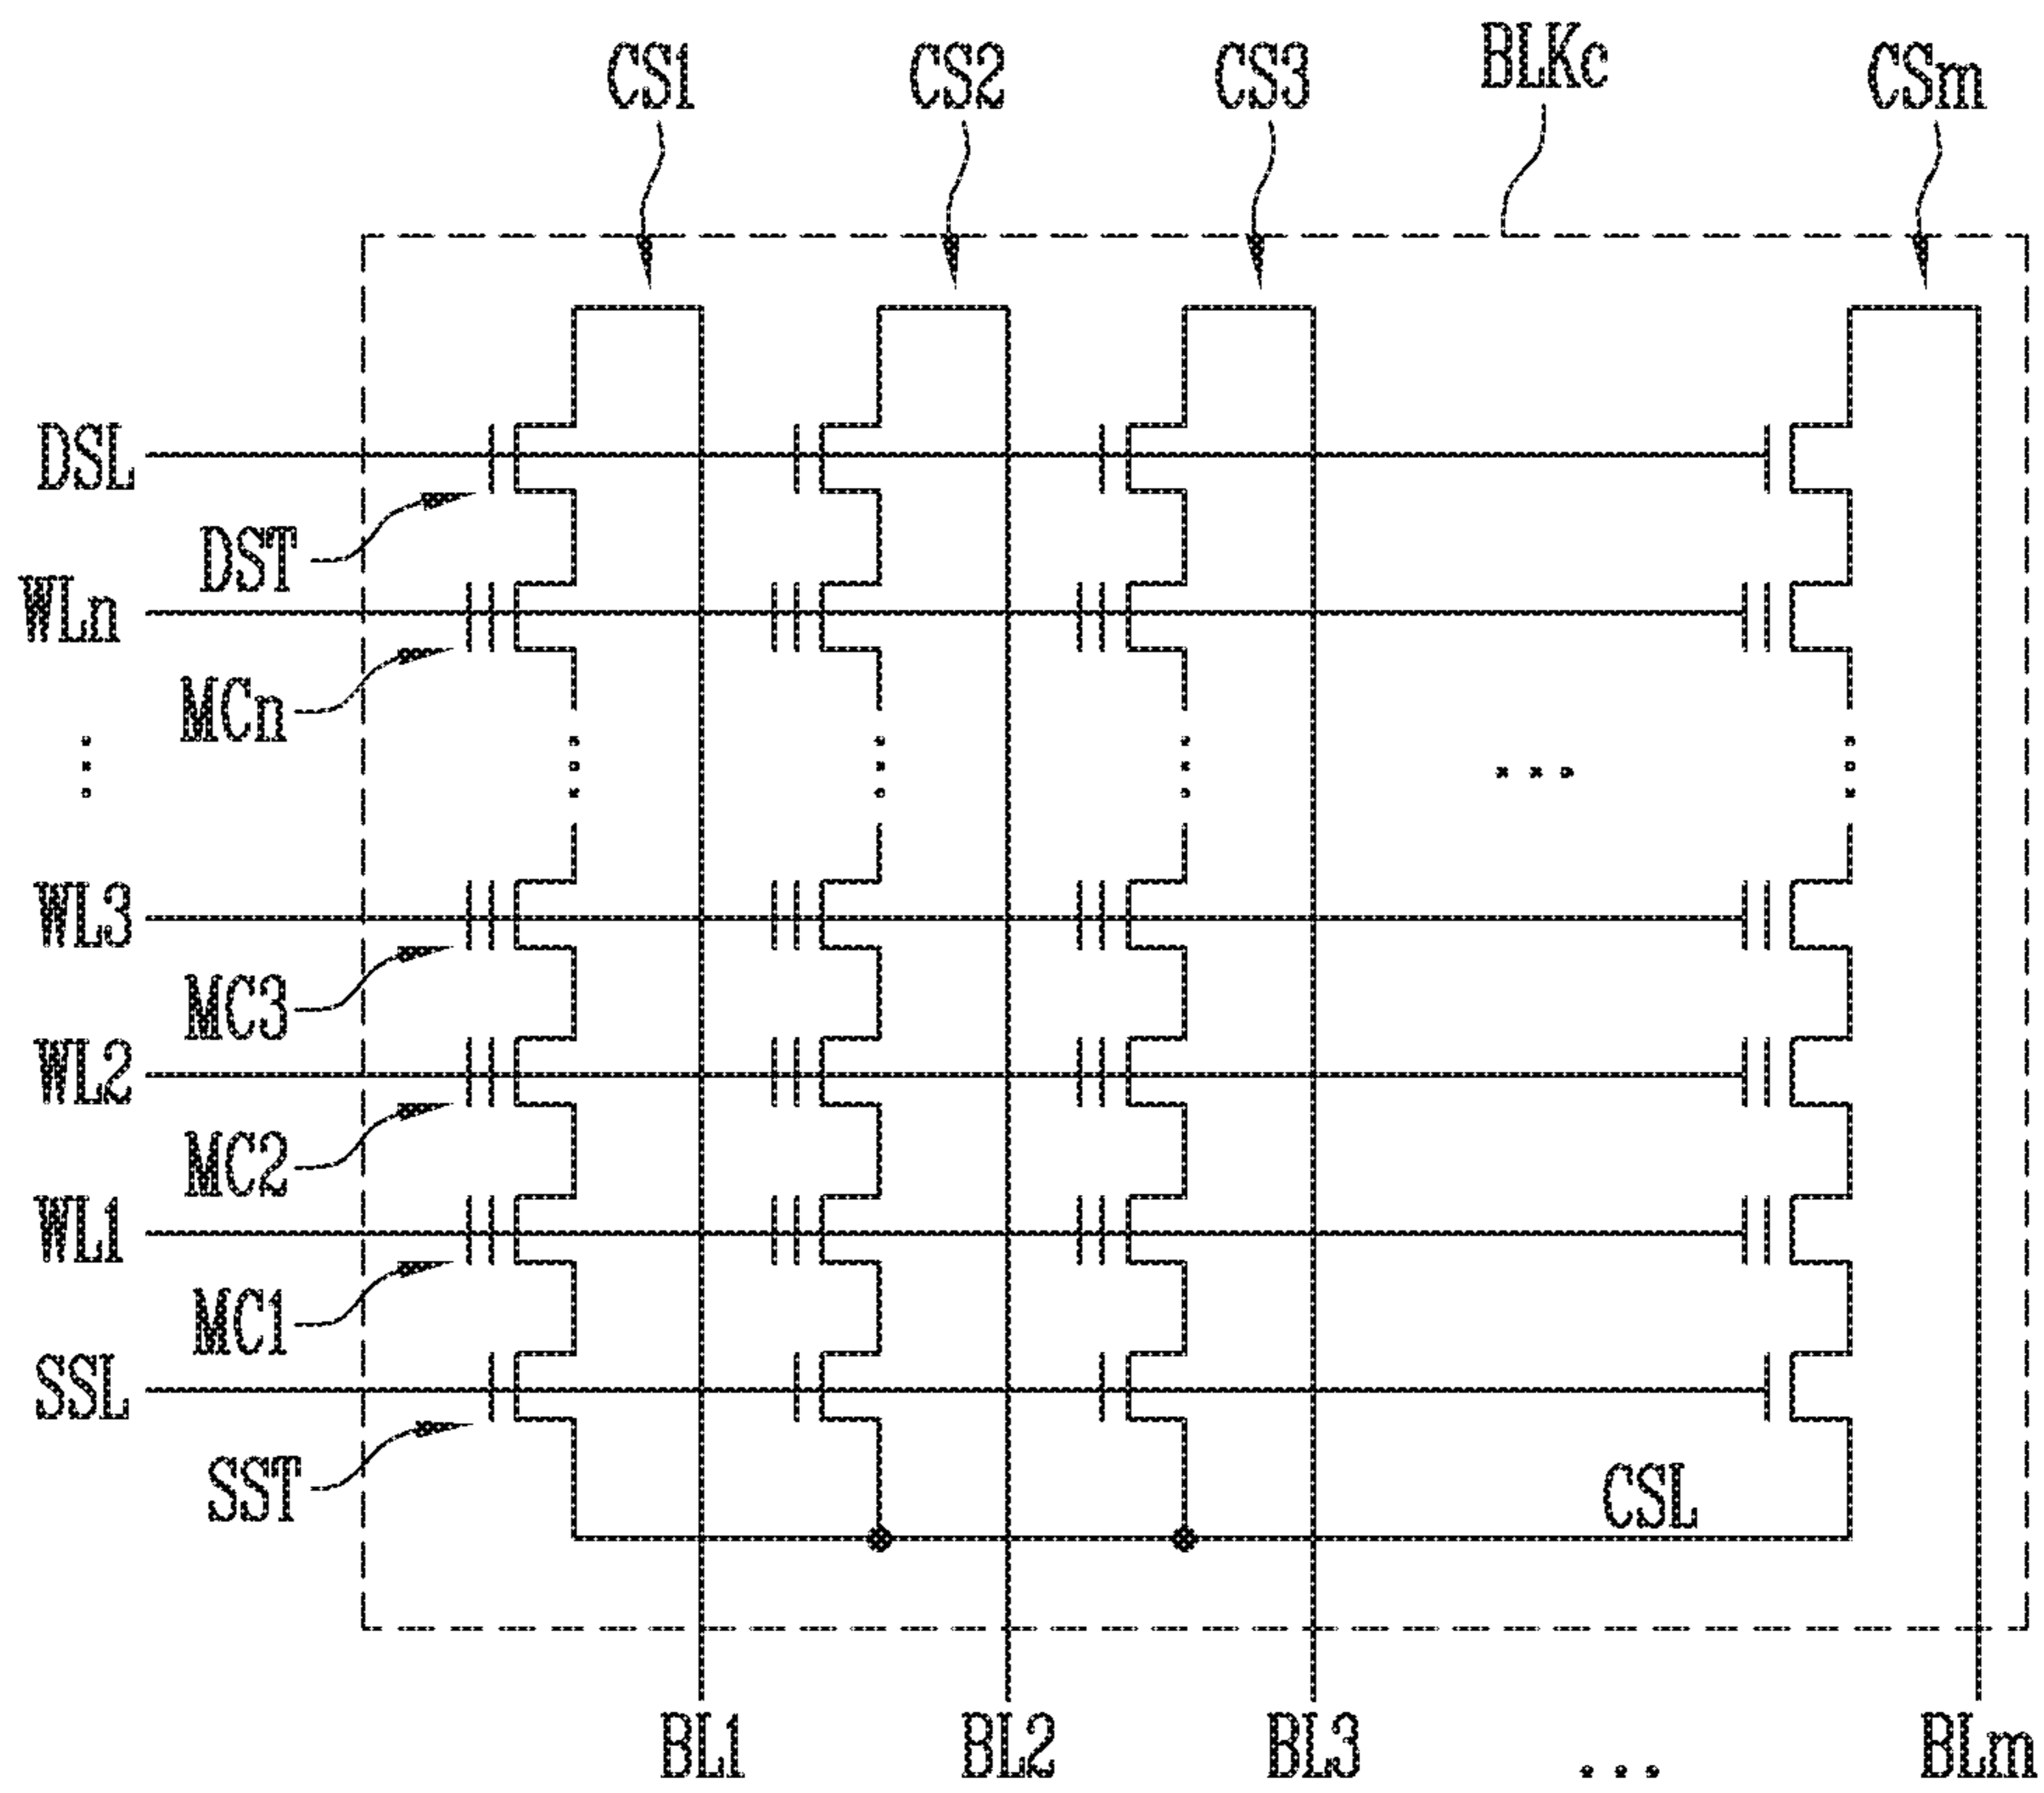 CS1 CS2 CS3 BLKc CSm
DSL
DST
WLn
MCn
WL3
MC3
WL2
MC2
WL1
MC1
SSL
SST
CSL
BL1 BL2 BL3 ... BLm